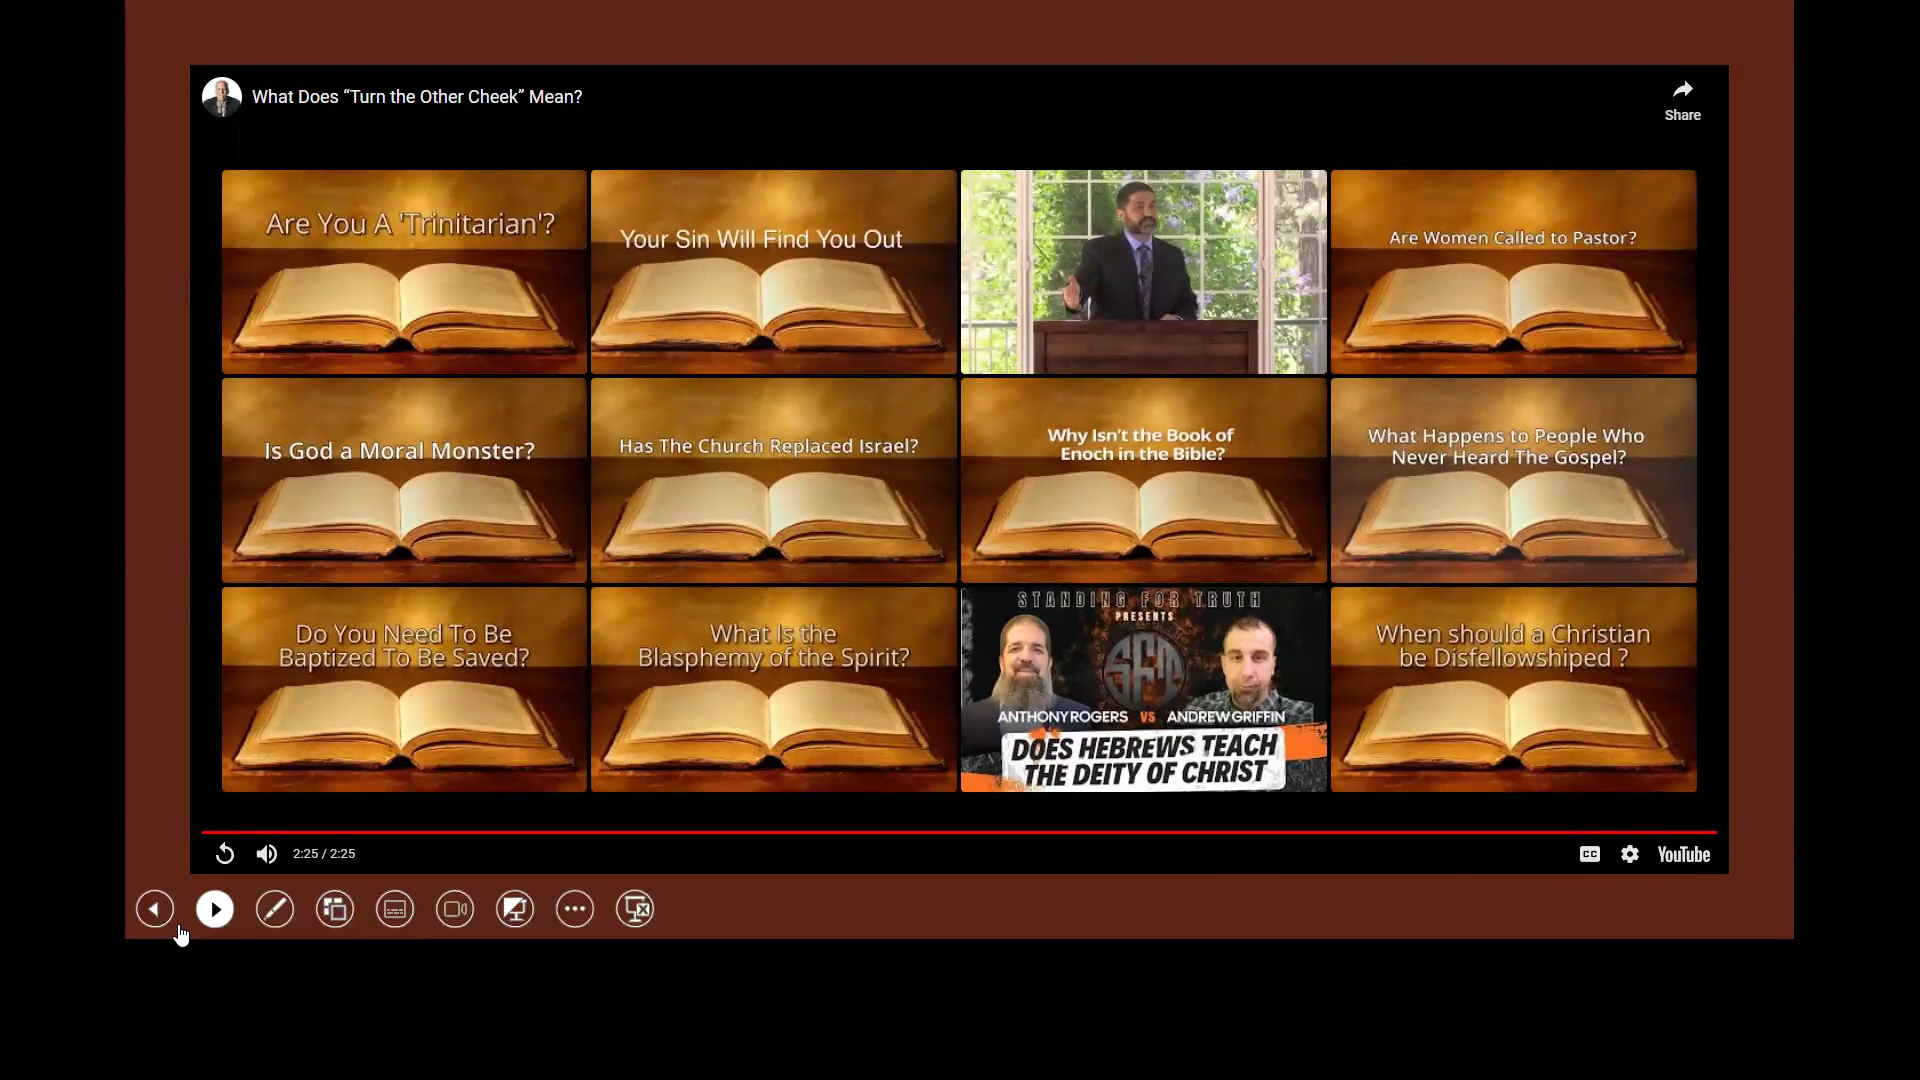 What Does “Turn the Other Cheek” Mean?
Share
Are You A 'Trinitarian'?
Your Sin Will Find You Out
Are Women Called to Pastor?
Is God a Moral Monster?
Has The Church Replaced Israel?
Why Isn't the Book of
Enoch in the Bible?
What Happens to People Who
Never Heard The Gospel?
Do You Need To Be
Baptized To Be Saved?
What Is the
Blasphemy of the Spirit?
STANDING FOR TRUTH
PRESENTS
SFT
ANTHONY ROGERS VS ANDREW GRIFFIN
DOES HEBREWS TEACH
THE DEITY OF CHRIST
When should a Christian
be Disfellowshiped ?
2:25 / 2:25
CC
YouTube